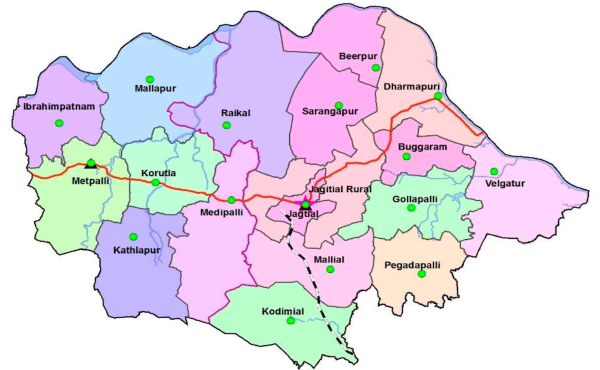 Beerpur
Dharmapuri
Mallapur
Ibrahimpatnam
Raikal
Sarangapur
Buggaram
Korutla
Metpalli
Velgatur
Jagitial Rural
Gollapalli
Medipalli
Jagtial
Kathlapur
Mallial
Pegadapalli
Kodimial